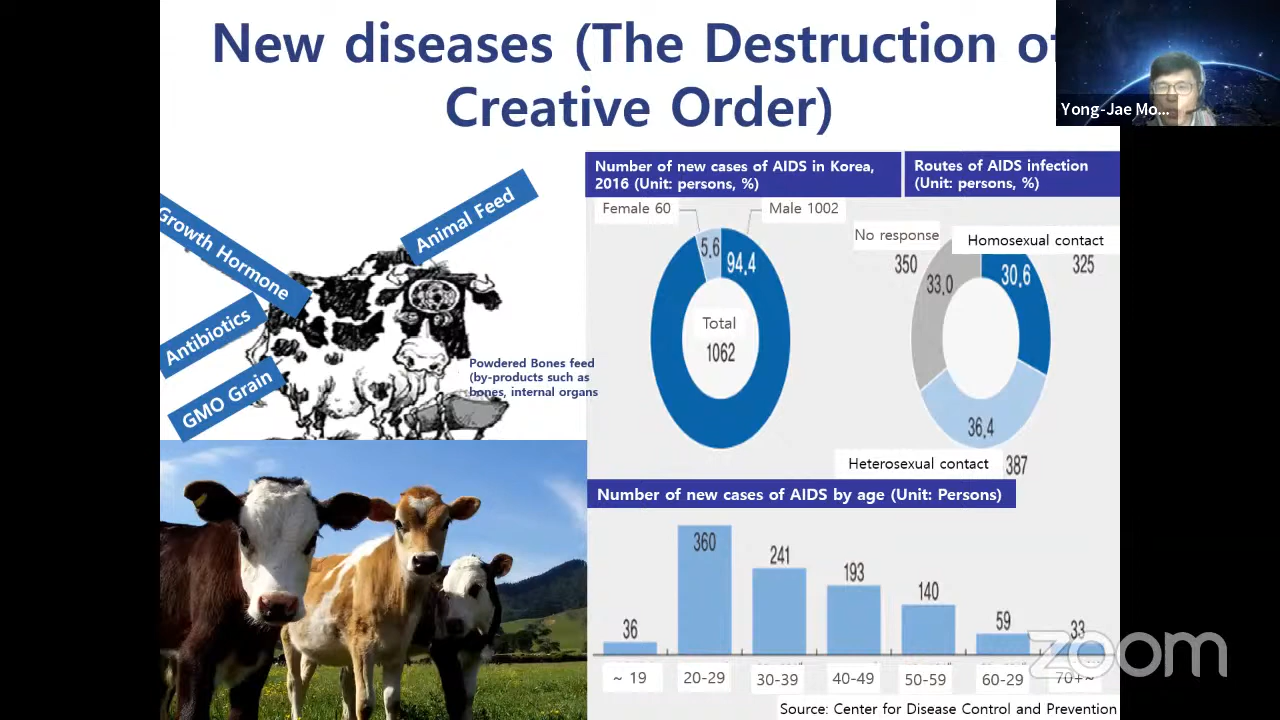 New diseases (The Destruction of
Creative Order)
Yong-Jae Mo...
Growth Hormone
Animal Feed
Antibiotics
GMO Grain
Powdered Bones feed
(by-products such as
bones, internal organs
Number of new cases of AIDS in Korea,
2016 (Unit: persons, %)
Routes of AIDS infection
(Unit: persons, %)
Female 60
Male 1002
5.6
94.4
Total
1062
No response
350
33,0
Homosexual contact
325
30,6
36,4
Heterosexual contact
387
Number of new cases of AIDS by age (Unit: Persons)
36
360
241
193
140
59
33
~ 19
20-29
30-39
40-49
50-59
60-29
70+~
zoom
Source: Center for Disease Control and Prevention